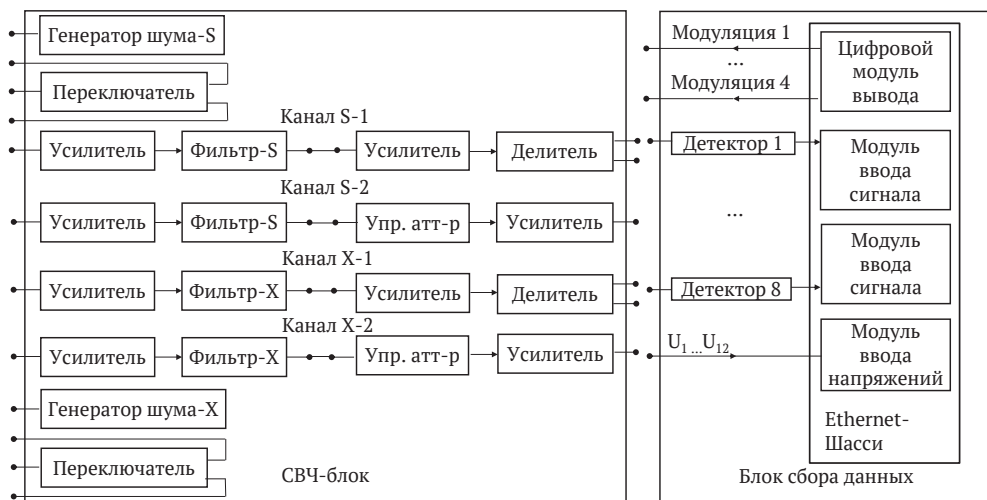 Генератор шума-S
Переключатель
Канал S-1
Усилитель
Фильтр-S
Усилитель
Делитель
Канал S-2
Усилитель
Фильтр-S
Упр. атт-р
Усилитель
Канал X-1
Усилитель
Фильтр-X
Усилитель
Делитель
Канал X-2
Усилитель
Фильтр-X
Упр. атт-р
Усилитель
Генератор шума-X
Переключатель
СВЧ-блок
Модуляция 1
...
Модуляция 4
Цифровой
модуль
вывода
Детектор 1
Модуль
ввода
сигнала
...
Детектор 8
Модуль
ввода
сигнала
U1 ...U12
Модуль
ввода
напряжений
Ethernet-
Шасси
Блок сбора данных